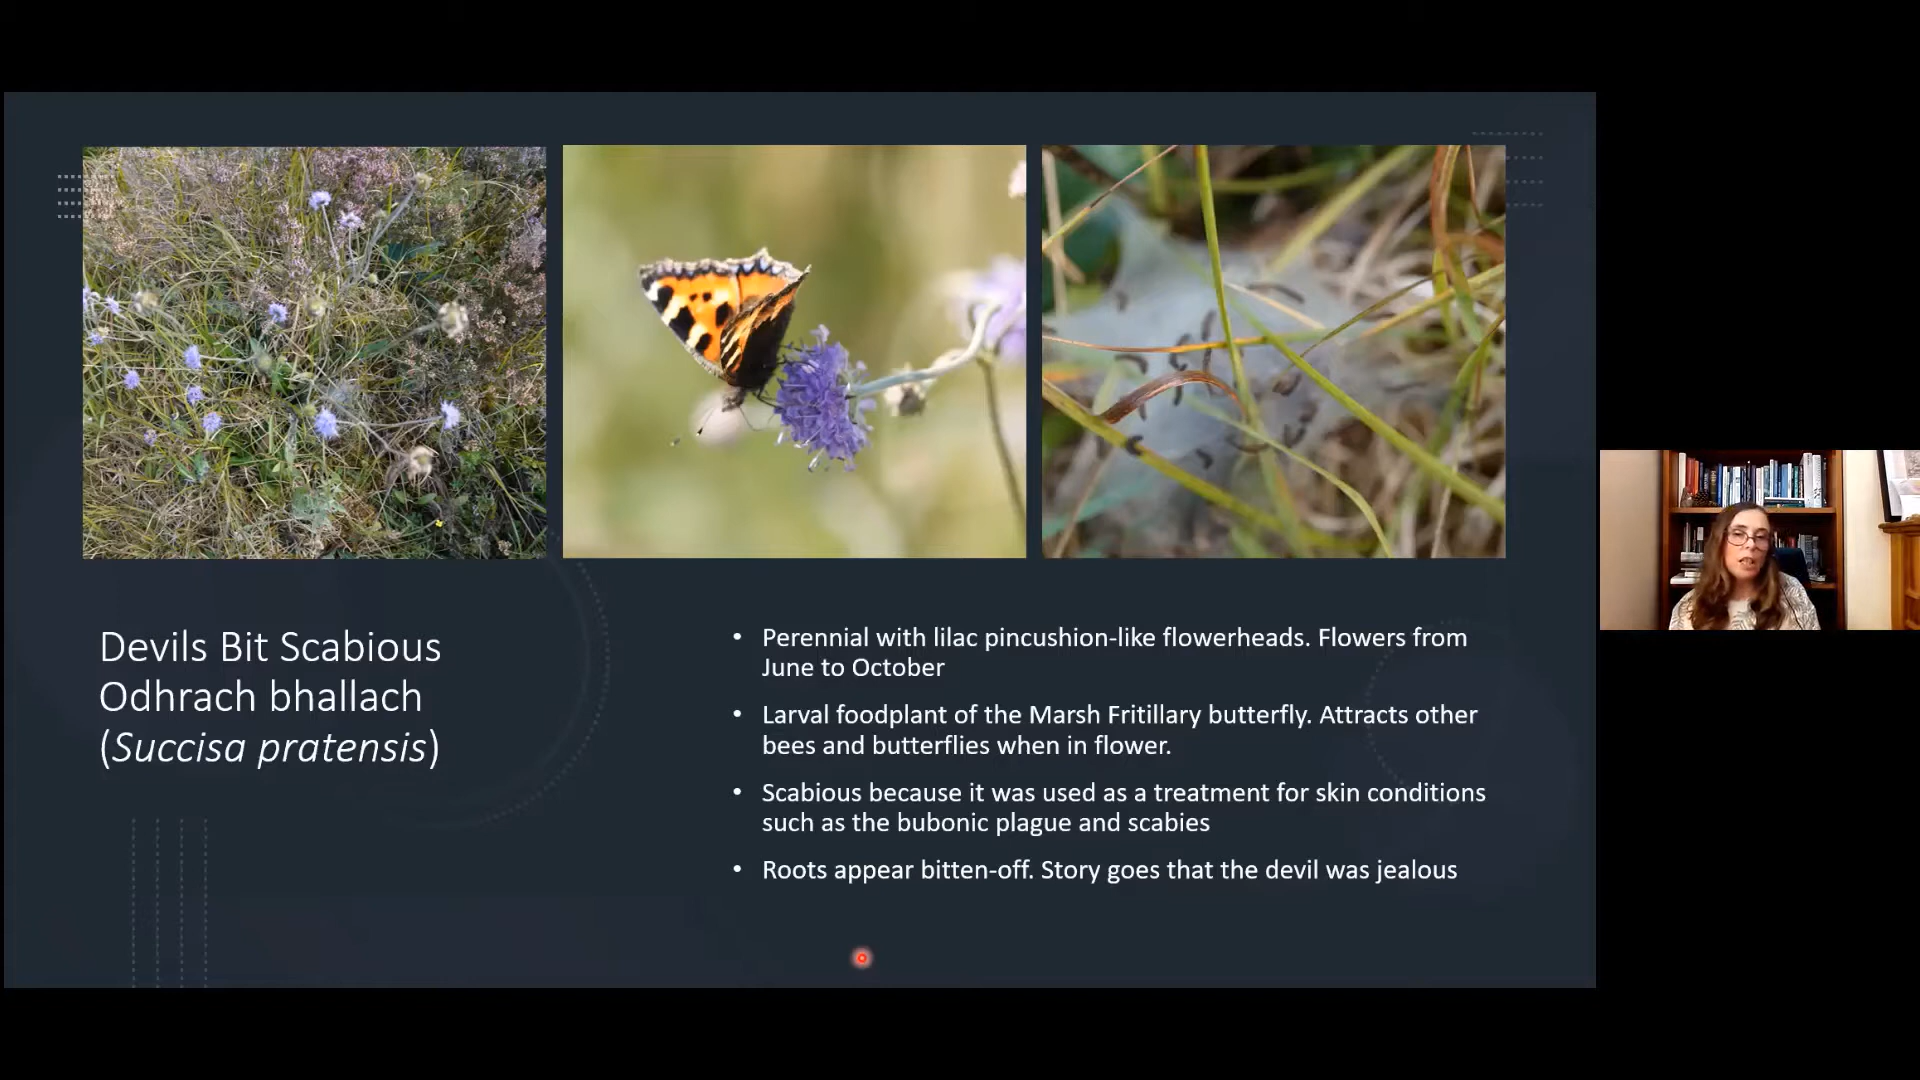 Devils Bit Scabious
Odhrach bhallach
(Succisa pratensis)
• Perennial with lilac pincushion-like flowerheads. Flowers from
June to October
• Larval foodplant of the Marsh Fritillary butterfly. Attracts other
bees and butterflies when in flower.
• Scabious because it was used as a treatment for skin conditions
such as the bubonic plague and scabies
• Roots appear bitten-off. Story goes that the devil was jealous